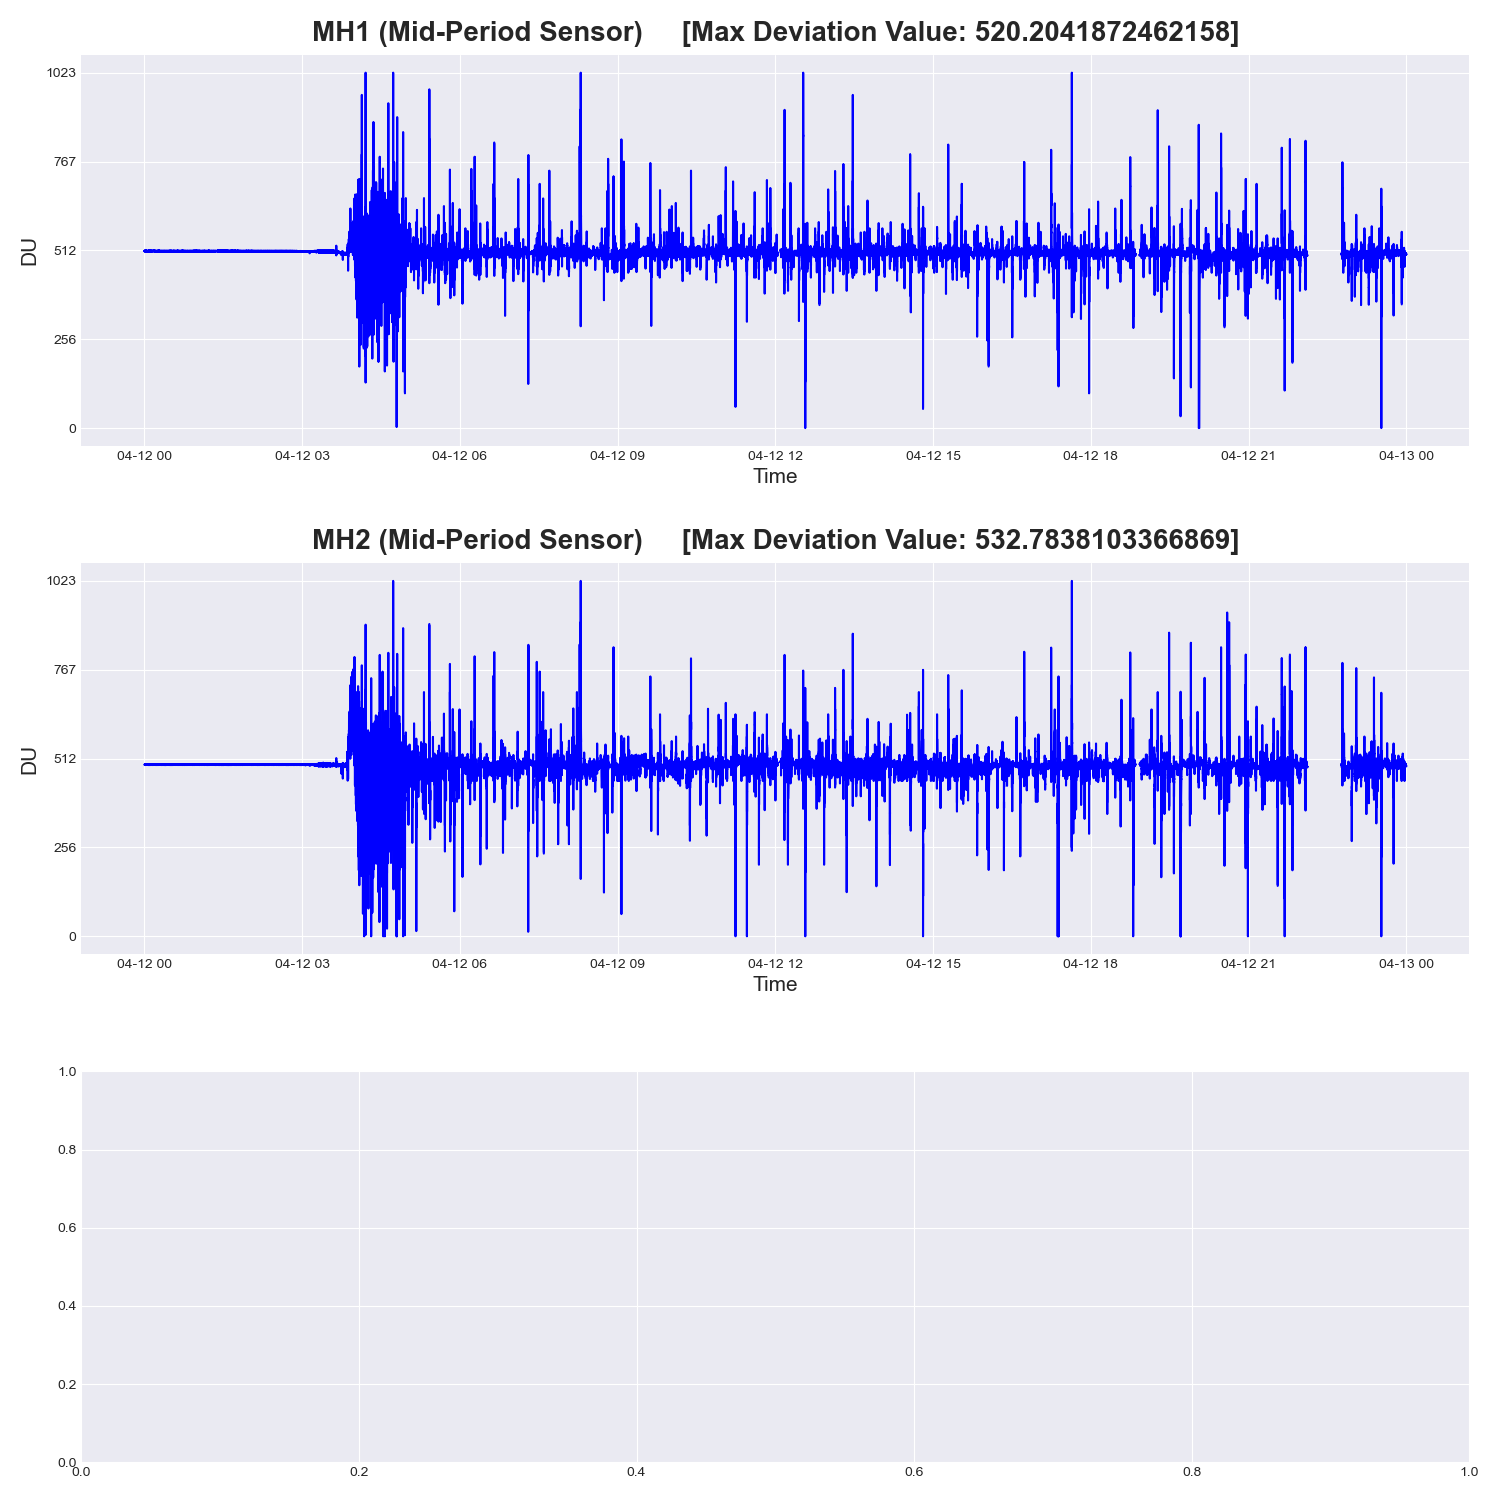 MH1 (Mid-Period Sensor) [Max Deviation Value: 520.2041872462158]
1023
767
512
256
0
DU
04-12 00 04-12 03 04-12 06 04-12 09 04-12 12 04-12 15 04-12 18 04-12 21 04-13 00
Time
MH2 (Mid-Period Sensor) [Max Deviation Value: 532.7838103366869]
1023
767
512
256
0
DU
04-12 00 04-12 03 04-12 06 04-12 09 04-12 12 04-12 15 04-12 18 04-12 21 04-13 00
Time
1.0
0.8
0.6
0.4
0.2
0.0
0.0 0.2 0.4 0.6 0.8 1.0